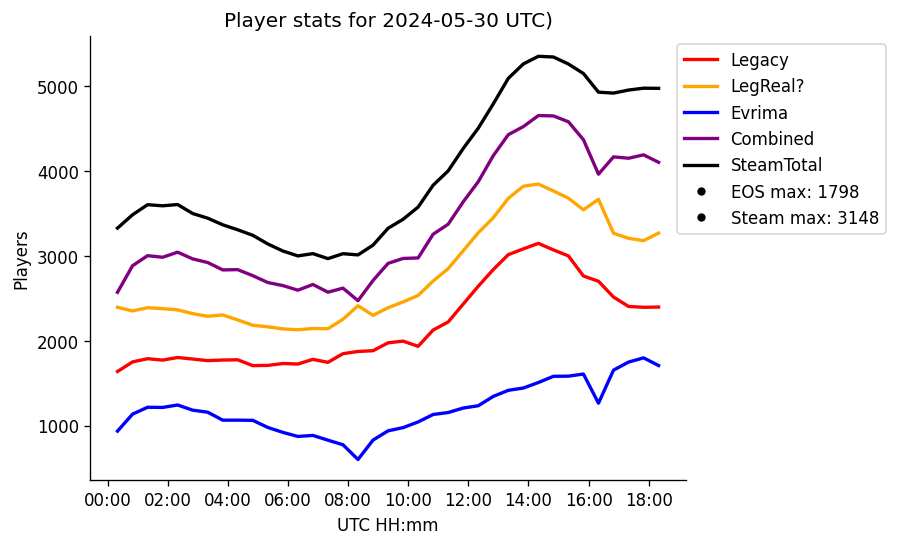 Player stats for 2024-05-30 UTC)
Legacy
LegReal?
Evrima
Combined
SteamTotal
EOS max: 1798
Steam max: 3148
Players
5000
4000
3000
2000
1000
00:00 02:00 04:00 06:00 08:00 10:00 12:00 14:00 16:00 18:00
UTC HH:mm